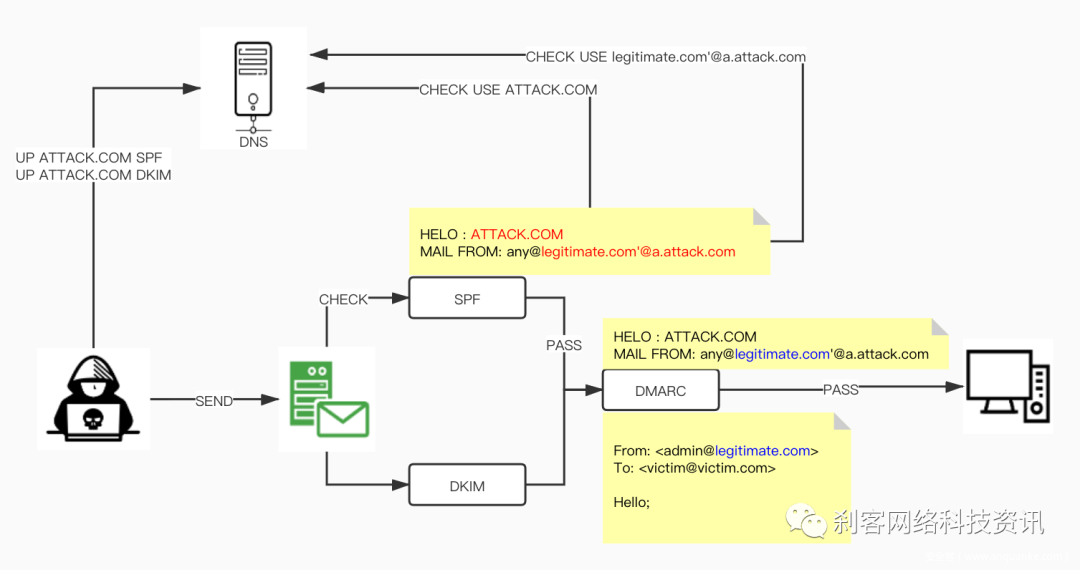 CHECK USE legitimate.com'@a.attack.com
CHECK USE ATTACK.COM
DNS
UP ATTACK.COM SPF
UP ATTACK.COM DKIM
HELO : ATTACK.COM
MAIL FROM: any@legitimate.com'@a.attack.com
CHECK
SPF
PASS
HELO : ATTACK.COM
MAIL FROM: any@legitimate.com'@a.attack.com
SEND
DMARC
PASS
From: <admin@legitimate.com>
To: <victim@victim.com>
Hello;
DKIM
刹客网络科技资讯